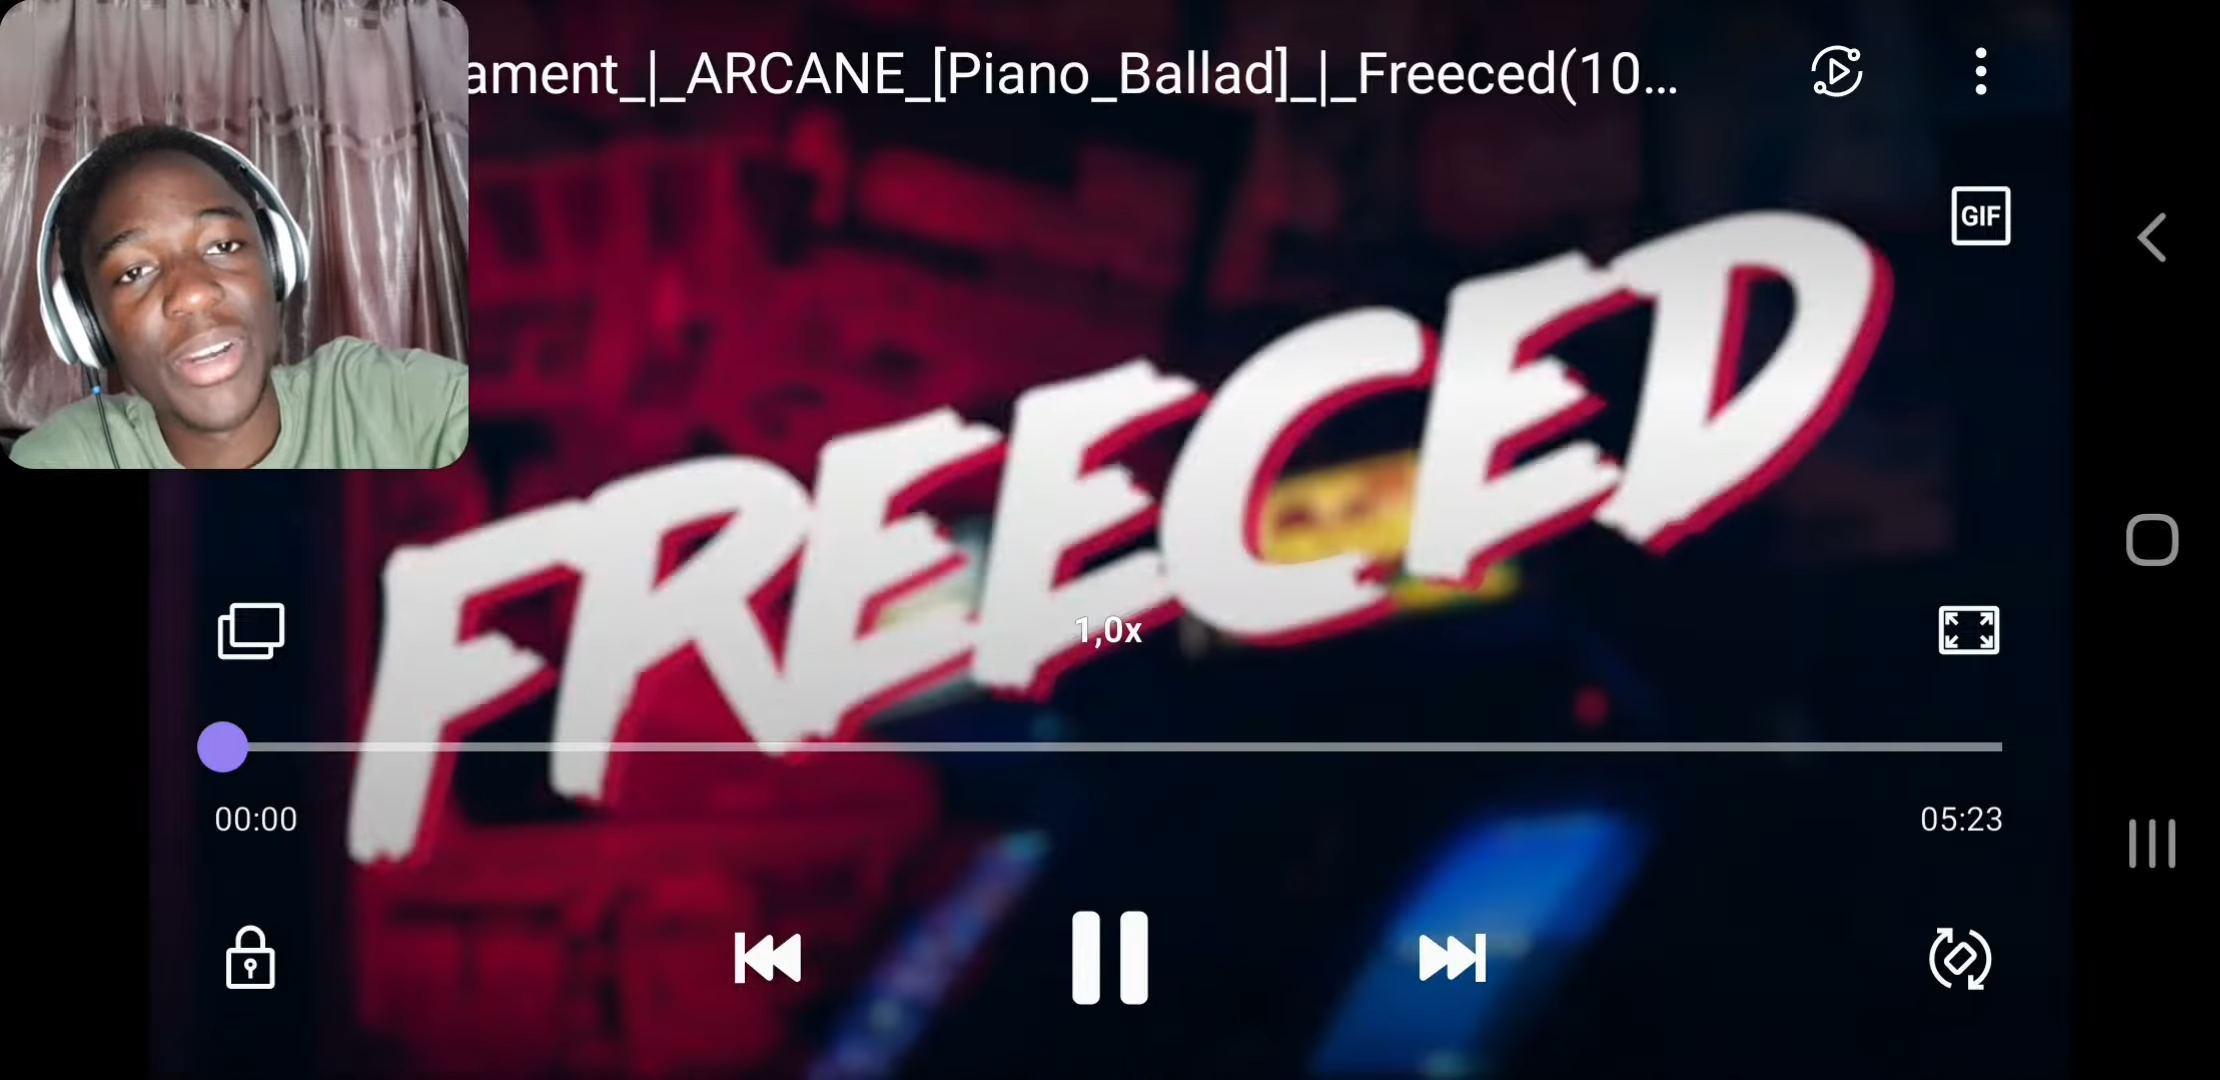 ament_|_ARCANE_[Piano_Ballad]_|_Freeced(10...
GIF
FREECED
1,0x
00:00
05:23